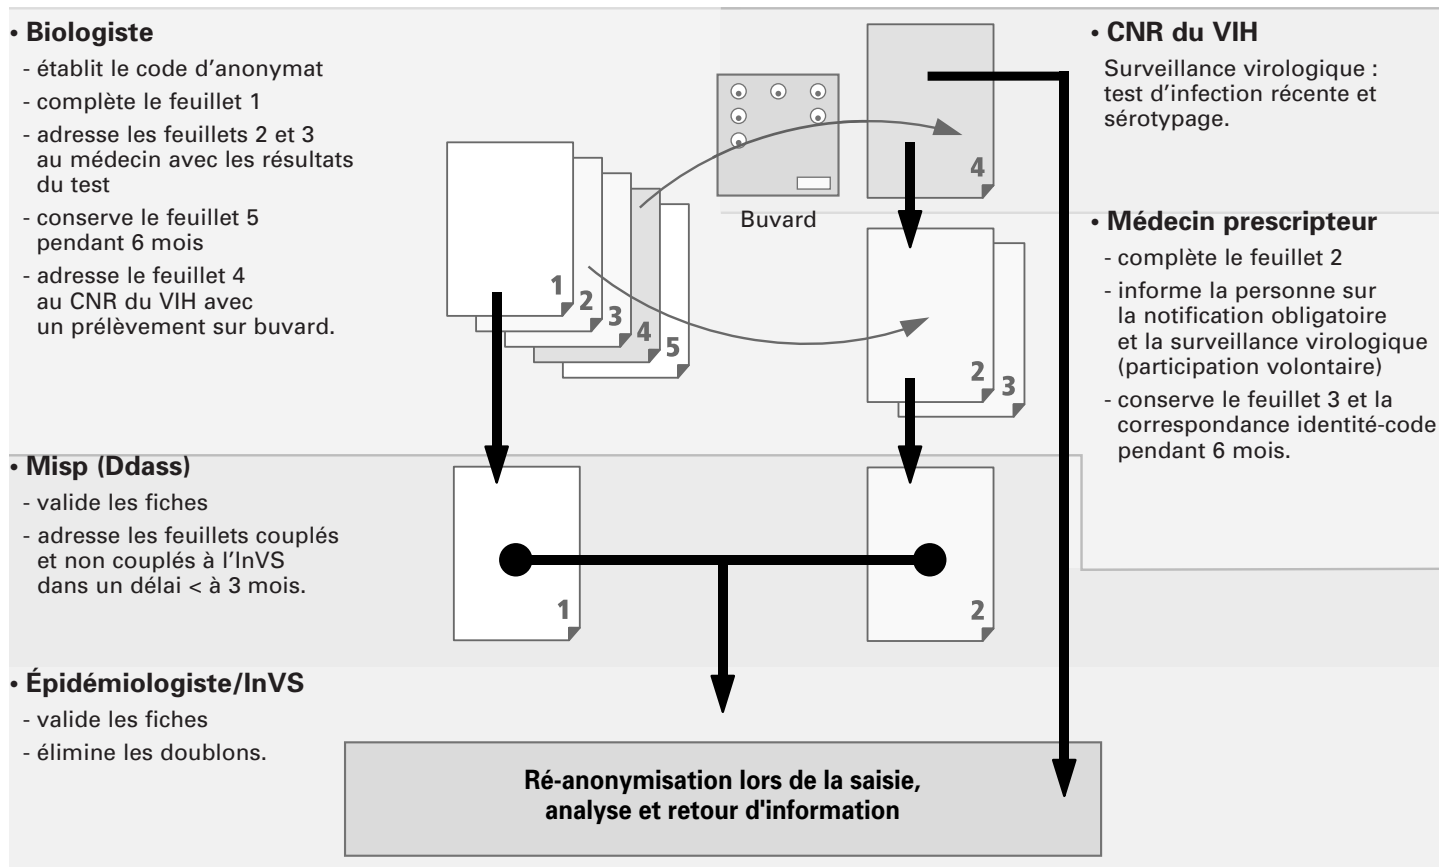 • Biologiste
- établit le code d’anonymat
- complète le feuillet 1
- adresse les feuillets 2 et 3
au médecin avec les résultats
du test
- conserve le feuillet 5
pendant 6 mois
- adresse le feuillet 4
au CNR du VIH avec
un prélèvement sur buvard.
1
2
3
4
5
Buvard
4
• CNR du VIH
Surveillance virologique :
test d’infection récente et
sérotypage.
• Médecin prescripteur
- complète le feuillet 2
- informe la personne sur
la notification obligatoire
et la surveillance virologique
(participation volontaire)
- conserve le feuillet 3 et la
correspondance identité-code
pendant 6 mois.
2
3
• Misp (Ddass)
- valide les fiches
- adresse les feuillets couplés
et non couplés à l’InVS
dans un délai < à 3 mois.
1
2
• Épidémiologiste/InVS
- valide les fiches
- élimine les doublons.
Ré-anonymisation lors de la saisie,
analyse et retour d'information